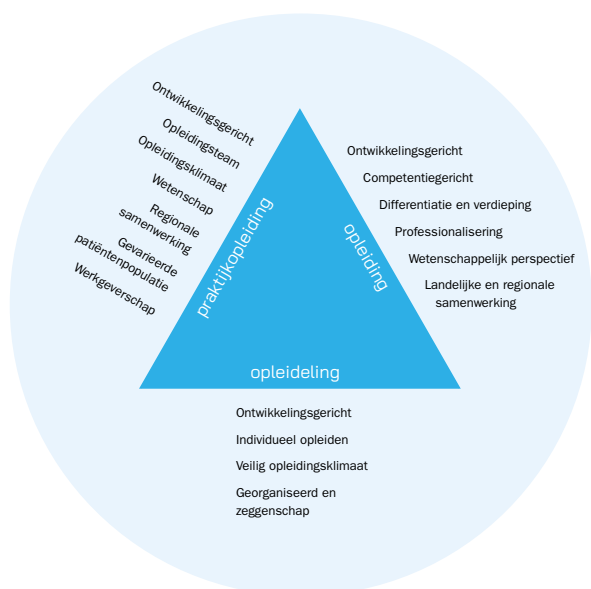 Ontwikkelingsgericht
Opleidingsteam
Opleidingsklimaat
Wetenschap
Regionale
samenwerking
Gevarieerde
patiëntenpopulatie
Werkgeverschap
praktijkopleiding
opleiding
Ontwikkelingsgericht
Competentiegericht
Differentiatie en verdieping
Professionalisering
Wetenschappelijk perspectief
Landelijke en regionale
samenwerking
opleideling
Ontwikkelingsgericht
Individueel opleiden
Veilig opleidingsklimaat
Georganiseerd en
zeggenschap